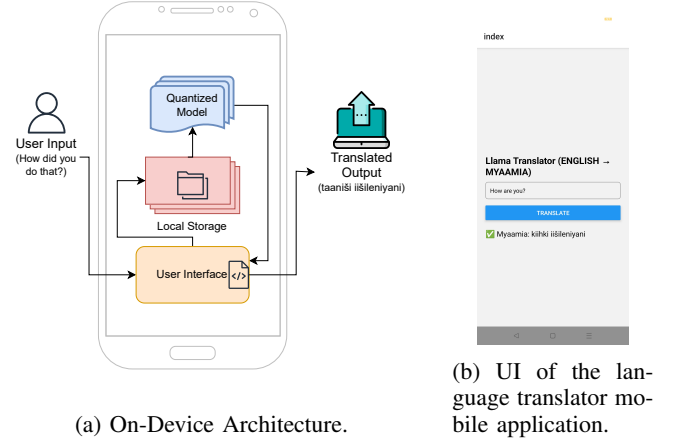 User Input
(How did you
do that?)
Quantized
Model
Local Storage
User Interface
</>
Translated
Output
(taaniši iišileniyani)
index
Llama Translator (ENGLISH →
MYAAMIA)
How are you?
TRANSLATE
✅ Myaamia: kiihki iišileniyani
(a) On-Device Architecture.
(b) UI of the lan-
guage translator mo-
bile application.